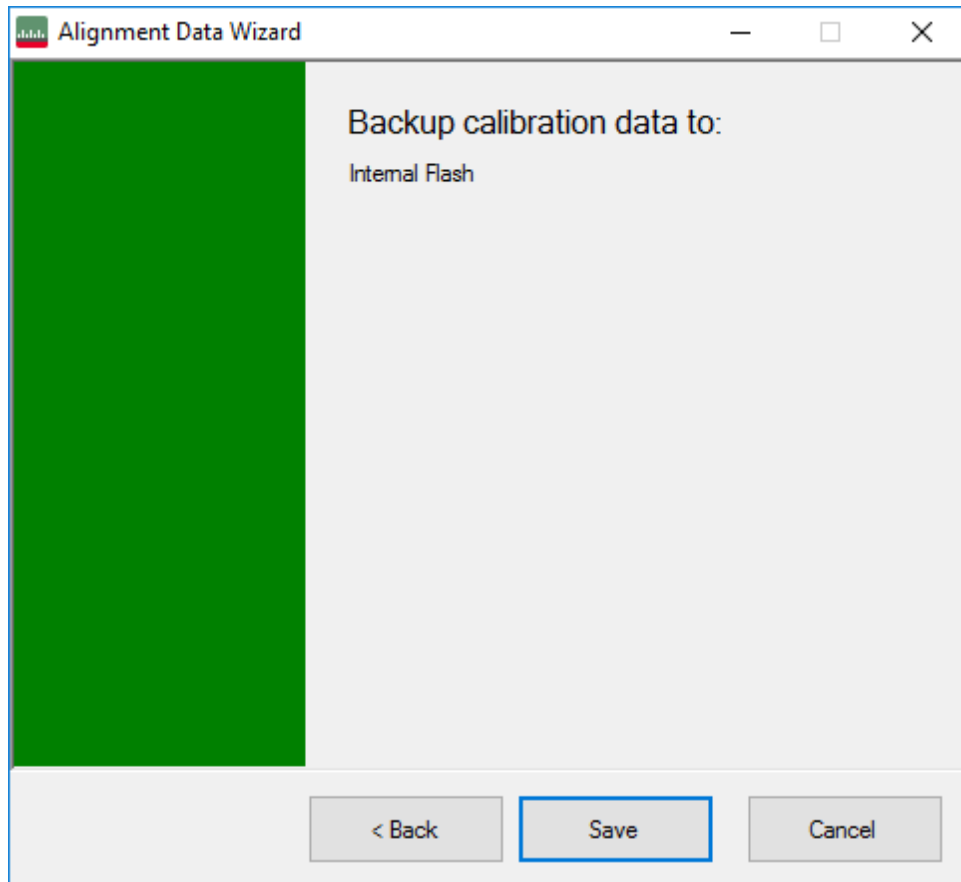 Alignment Data Wizard
Backup calibration data to:
Internal Flash
< Back
Save
Cancel